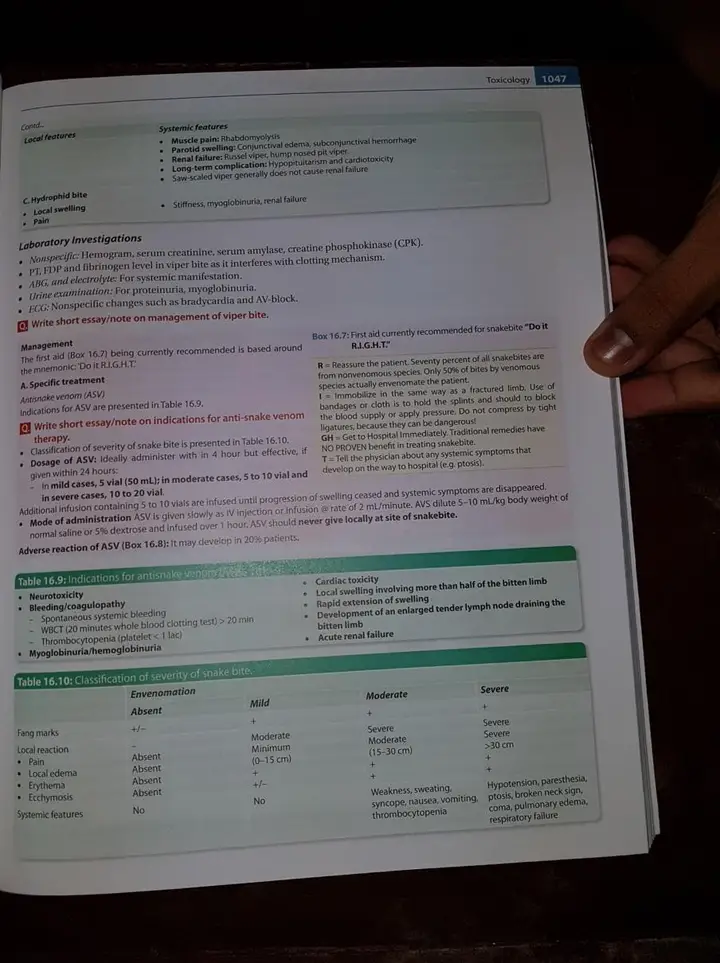 Toxicology 1047
Contd...
Local features
Systemic features
• Muscle pain: Rhabdomyolysis
• Parotid swelling: Conjunctival edema, subconjunctival hemorrhage
• Renal failure: Russel viper, hump nosed pit viper
• Long-term complication: Hypopituitarism and cardiotoxicity
• Saw-scaled viper generally does not cause renal failure
C. Hydrophid bite
• Local swelling
• Pain
• Stiffness, myoglobinuria, renal failure
Laboratory Investigations
• Nonspecific: Hemogram, serum creatinine, serum amylase, creatine phosphokinase (CPK).
• PT, FDP and fibrinogen level in viper bite as it interferes with clotting mechanism.
• ABG, and electrolyte: For systemic manifestation.
• Urine examination: For proteinuria, myoglobinuria.
• ECG: Nonspecific changes such as bradycardia and AV-block.
Q. Write short essay/note on management of viper bite.
Management
The first aid (Box 16.7) being currently recommended is based around
the mnemonic: 'Do it R.I.G.H.T.'
A. Specific treatment
Antisnake venom (ASV)
Indications for ASV are presented in Table 16.9.
Q. Write short essay/note on indications for anti-snake venom
therapy.
• Classification of severity of snake bite is presented in Table 16.10.
• Dosage of ASV: Ideally administer with in 4 hour but effective, if
given within 24 hours:
– In mild cases, 5 vial (50 mL); in moderate cases, 5 to 10 vial and
in severe cases, 10 to 20 vial.
Box 16.7: First aid currently recommended for snakebite "Do it
R.I.G.H.T."
R = Reassure the patient. Seventy percent of all snakebites are
from nonvenomous species. Only 50% of bites by venomous
species actually envenomate the patient.
I = Immobilize in the same way as a fractured limb. Use of
bandages or cloth is to hold the splints and should to block
the blood supply or apply pressure. Do not compress by tight
ligatures, because they can be dangerous!
GH = Get to Hospital Immediately. Traditional remedies have
NO PROVEN benefit in treating snakebite.
T = Tell the physician about any systemic symptoms that
develop on the way to hospital (e.g. ptosis).
Additional infusion containing 5 to 10 vials are infused until progression of swelling ceased and systemic symptoms are disappeared.
• Mode of administration ASV is given slowly as IV injection or infusion @ rate of 2 mL/minute. AVS dilute 5–10 mL/kg body weight of
normal saline or 5% dextrose and infused over 1 hour. ASV should never give locally at site of snakebite.
Adverse reaction of ASV (Box 16.8): It may develop in 20% patients.
Table 16.9: Indications for antisnake venom
• Neurotoxicity
• Bleeding/coagulopathy
– Spontaneous systemic bleeding
– WBCT (20 minutes whole blood clotting test) > 20 min
– Thrombocytopenia (platelet < 1 lac)
• Myoglobinuria/hemoglobinuria
• Cardiac toxicity
• Local swelling involving more than half of the bitten limb
• Rapid extension of swelling
• Development of an enlarged tender lymph node draining the
bitten limb
• Acute renal failure
Table 16.10: Classification of severity of snake bite.
Envenomation
Absent Mild Moderate Severe
Fang marks +/– + + +
Local reaction
• Pain – Moderate Severe Severe
• Local edema Absent Minimum Moderate Severe
(0–15 cm) (15–30 cm) >30 cm
• Erythema Absent + + +
• Ecchymosis Absent +/– + +
Absent
Systemic features No No Weakness, sweating, Hypotension, paresthesia,
syncope, nausea, vomiting, ptosis, broken neck sign,
thrombocytopenia coma, pulmonary edema,
respiratory failure